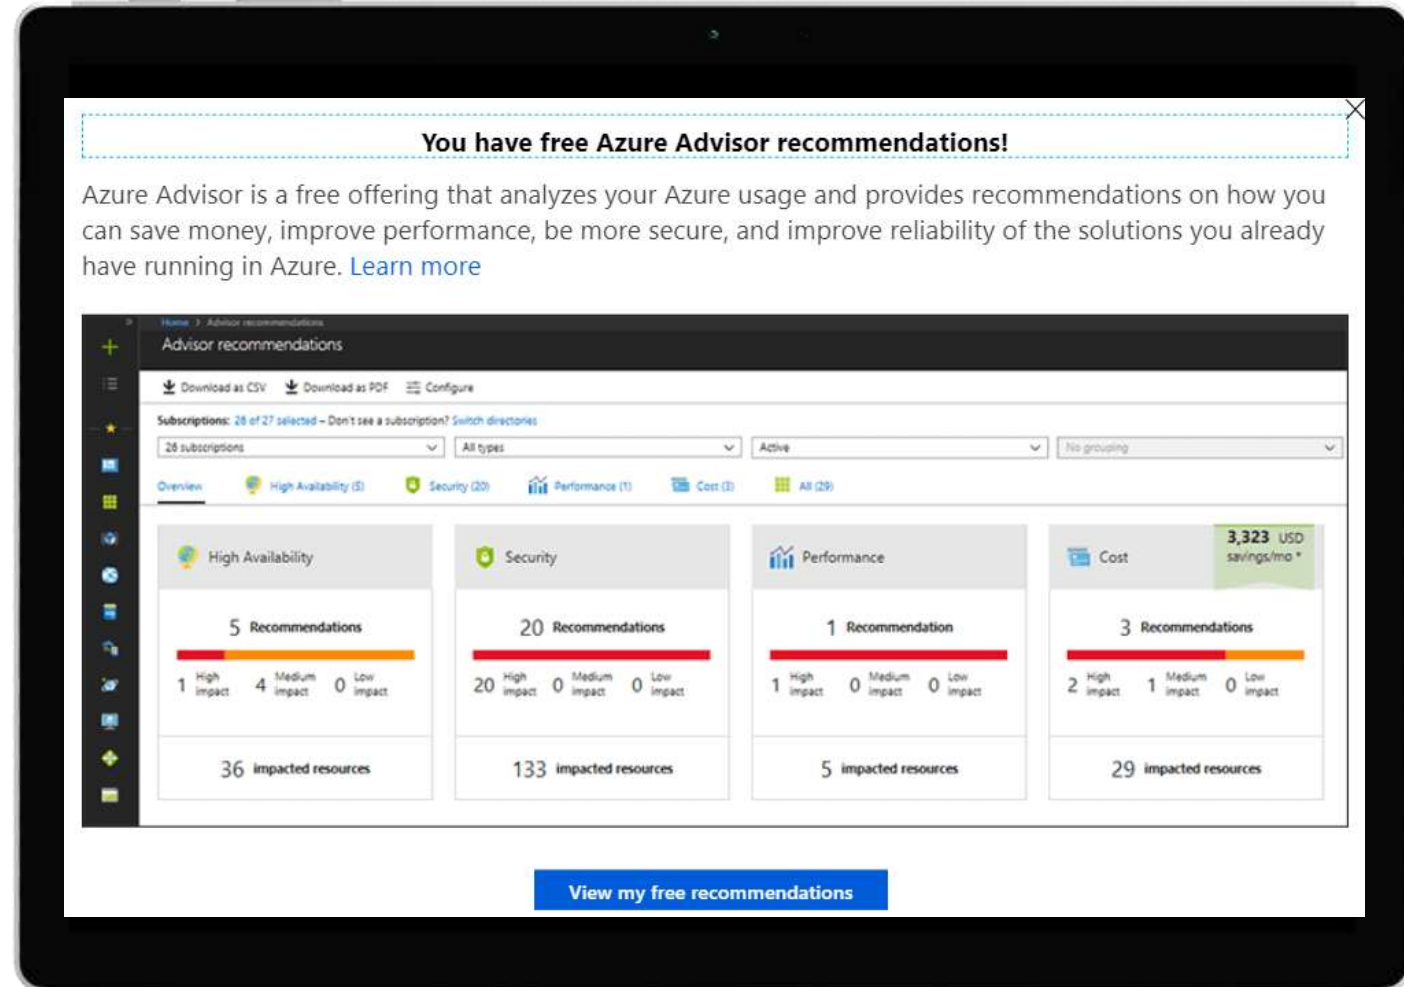 You have free Azure Advisor recommendations!
Azure Advisor is a free offering that analyzes your Azure usage and provides recommendations on how you
can save money, improve performance, be more secure, and improve reliability of the solutions you already
have running in Azure. Learn more
Home > Advisor recommendations
Advisor recommendations
Download as CSV Download as PDF Configure
Subscriptions: 26 of 27 selected – Don't see a subscription? Switch directories
26 subscriptions All types Active No grouping
Overview High Availability (5) Security (20) Performance (1) Cost (3) All (29)
High Availability Security Performance Cost 3,323 USD
savings/mo *
5 Recommendations 20 Recommendations 1 Recommendation 3 Recommendations
1 High impact 4 Medium impact 0 Low impact 20 High impact 0 Medium impact 0 Low impact 1 High impact 0 Medium impact 0 Low impact 2 High impact 1 Medium impact 0 Low impact
36 impacted resources 133 impacted resources 5 impacted resources 29 impacted resources
View my free recommendations